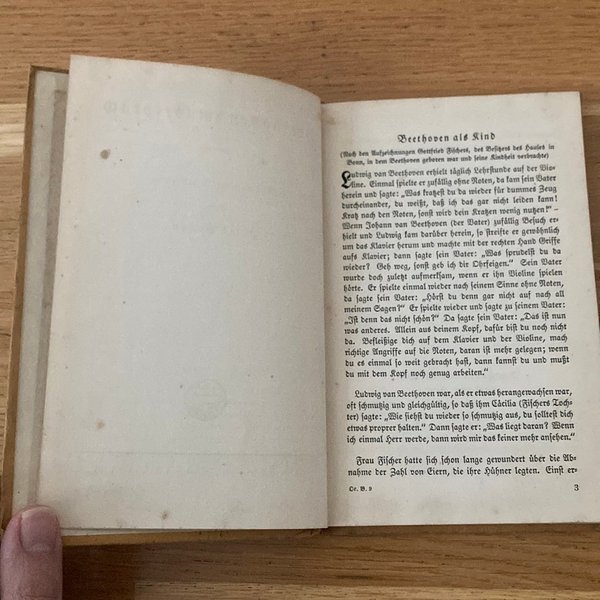 Beethoven als Kind
(Nach den Aufzeichnungen Gottfried Fischers, des Besitzers des Hauses in
Bonn, in dem Beethoven geboren war und seine Kindheit verbrachte)
Ludwig van Beethoven erhielt täglich Lehrstunde auf der Vio-
line. Einmal spielte er zufällig ohne Noten, da kam sein Vater
herein und sagte: „Was kratzest du da wieder für dummes Zeug
durcheinander, du weißt, daß ich das gar nicht leiden kann!
Kratz nach den Noten, sonst wird dein Kratzen wenig nutzen!“ –
Wenn Johann van Beethoven (der Vater) zufällig Besuch er-
hielt und Ludwig kam darüber herein, so streifte er gewöhnlich
um das Klavier herum und machte mit der rechten Hand Griffe
aufs Klavier; dann sagte sein Vater: „Was sprudelst du da
wieder? Geh weg, sonst geb ich dir Ohrfeigen.“ Sein Vater
wurde doch zuletzt aufmerksam, wenn er ihn Violine spielen
hörte. Er spielte einmal wieder nach seinem Sinne ohne Noten,
da sagte sein Vater: „Hörst du denn gar nicht auf nach all
meinem Sagen?“ Er spielte wieder und sagte zu seinem Vater:
„Ist denn das nicht schön?“ Da sagte sein Vater: „Das ist nun
was anderes. Allein aus deinem Kopf, dafür bist du noch nicht
da. Befleißige dich auf dem Klavier und der Violine, mach
richtige Angriffe auf die Noten, daran ist mehr gelegen; wenn
du es einmal so weit gebracht hast, dann kannst du und mußt
du mit dem Kopf noch genug arbeiten.“
Ludwig van Beethoven war, als er etwas herangewachsen war,
oft schmutzig und gleichgültig, so daß ihm Cäcilia (Fischers Toch-
ter) sagte: „Wie siehst du wieder so schmutzig aus, du solltest dich
etwas proper halten.“ Dann sagte er: „Was liegt daran? Wenn
ich einmal Herr werde, dann wird mir das keiner mehr ansehen.“
Frau Fischer hatte sich schon lange gewundert über die Ab-
nahme der Zahl von Eiern, die ihre Hühner legten. Einst er-
De. B. 9
3